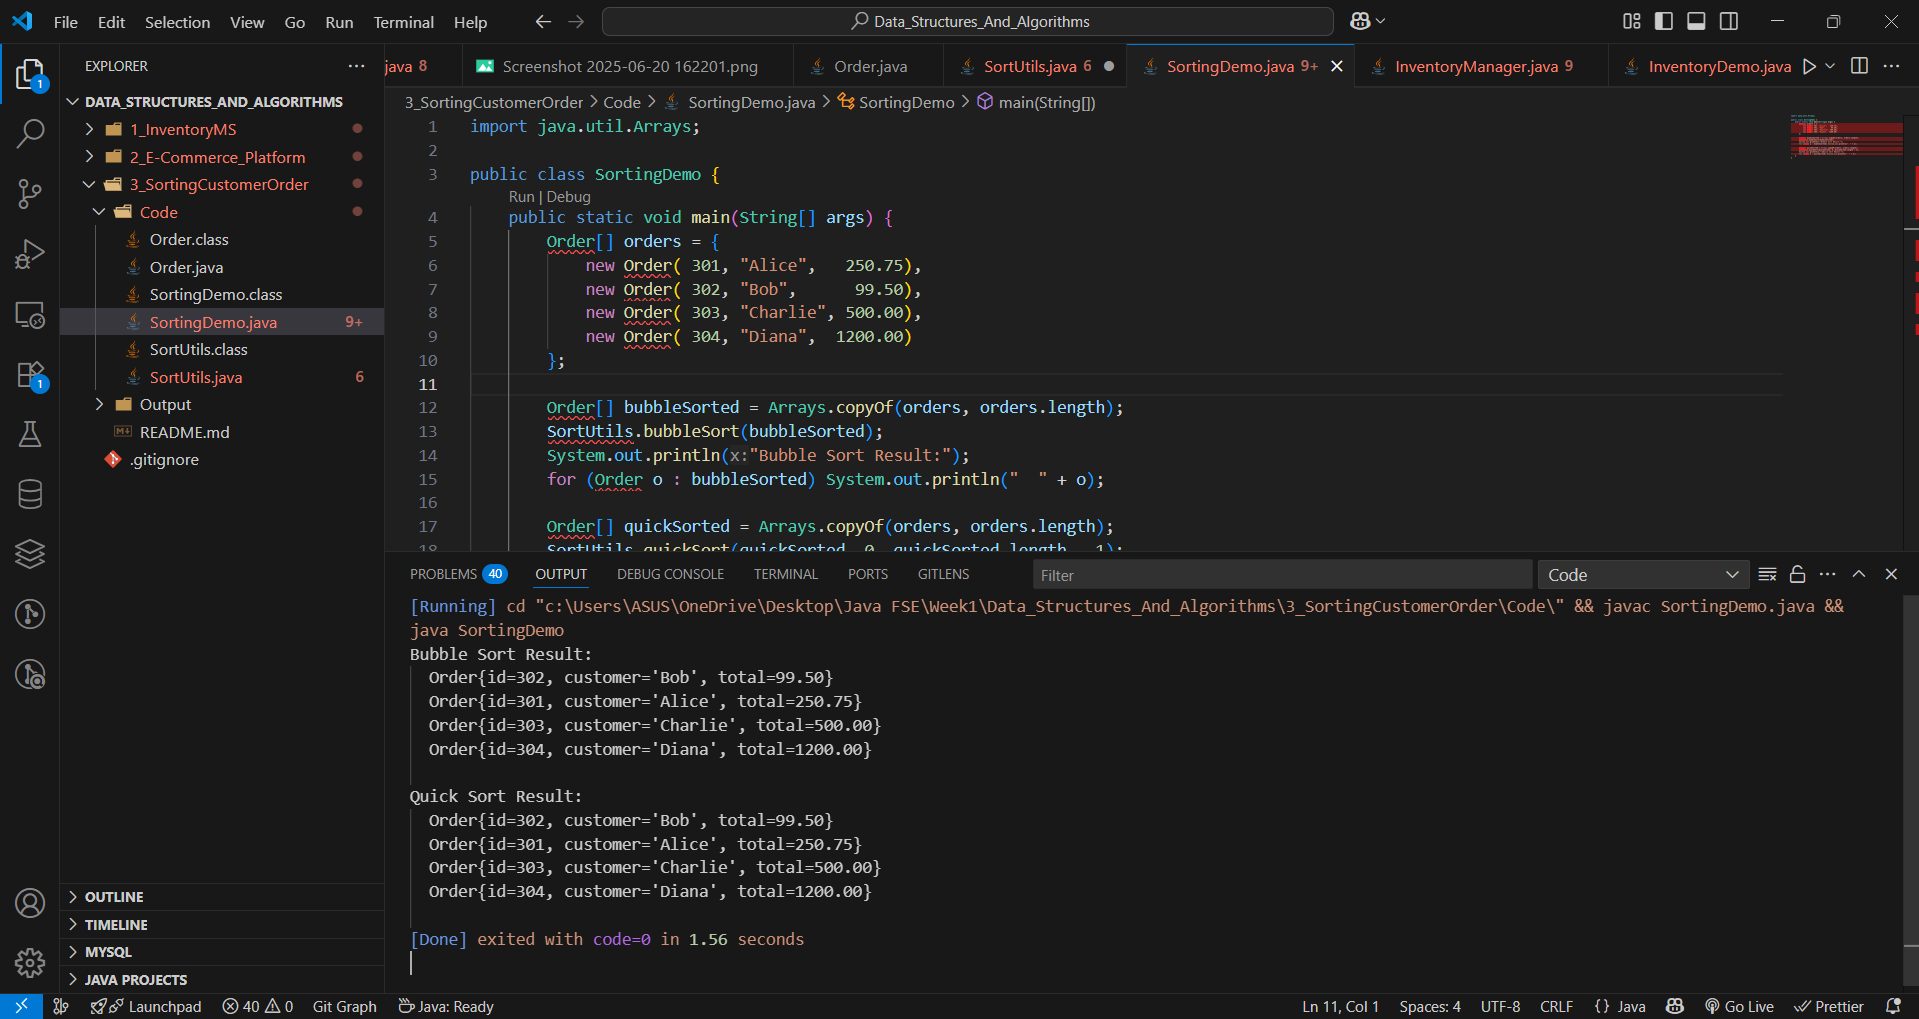 File Edit Selection View Go Run Terminal Help
Data_Structures_And_Algorithms
EXPLORER
java 8
Screenshot 2025-06-20 162201.png
Order.java
SortUtils.java 6
SortingDemo.java 9+
InventoryManager.java 9
InventoryDemo.java
DATA_STRUCTURES_AND_ALGORITHMS
1_InventoryMS
2_E-Commerce_Platform
3_SortingCustomerOrder
Code
Order.class
Order.java
SortingDemo.class
SortingDemo.java 9+
SortUtils.class
SortUtils.java 6
Output
README.md
.gitignore
1
1
OUTLINE
TIMELINE
MYSQL
JAVA PROJECTS
3_SortingCustomerOrder > Code > SortingDemo.java > SortingDemo > main(String[])
1 import java.util.Arrays;
2
3 public class SortingDemo {
Run | Debug
4 public static void main(String[] args) {
5 Order[] orders = {
6 new Order( 301, "Alice", 250.75),
7 new Order( 302, "Bob", 99.50),
8 new Order( 303, "Charlie", 500.00),
9 new Order( 304, "Diana", 1200.00)
10 };
11
12 Order[] bubbleSorted = Arrays.copyOf(orders, orders.length);
13 SortUtils.bubbleSort(bubbleSorted);
14 System.out.println(x:"Bubble Sort Result:");
15 for (Order o : bubbleSorted) System.out.println("  " + o);
16
17 Order[] quickSorted = Arrays.copyOf(orders, orders.length);
18 SortUtils.quickSort(quickSorted, 0, quickSorted.length - 1);
PROBLEMS 40 OUTPUT DEBUG CONSOLE TERMINAL PORTS GITLENS
Filter
Code
[Running] cd "c:\Users\ASUS\OneDrive\Desktop\Java FSE\Week1\Data_Structures_And_Algorithms\3_SortingCustomerOrder\Code\" && javac SortingDemo.java &&
java SortingDemo
Bubble Sort Result:
Order{id=302, customer='Bob', total=99.50}
Order{id=301, customer='Alice', total=250.75}
Order{id=303, customer='Charlie', total=500.00}
Order{id=304, customer='Diana', total=1200.00}
Quick Sort Result:
Order{id=302, customer='Bob', total=99.50}
Order{id=301, customer='Alice', total=250.75}
Order{id=303, customer='Charlie', total=500.00}
Order{id=304, customer='Diana', total=1200.00}
[Done] exited with code=0 in 1.56 seconds
Launchpad 40 0 Git Graph Java: Ready
Ln 11, Col 1 Spaces: 4 UTF-8 CRLF {} Java Go Live Prettier